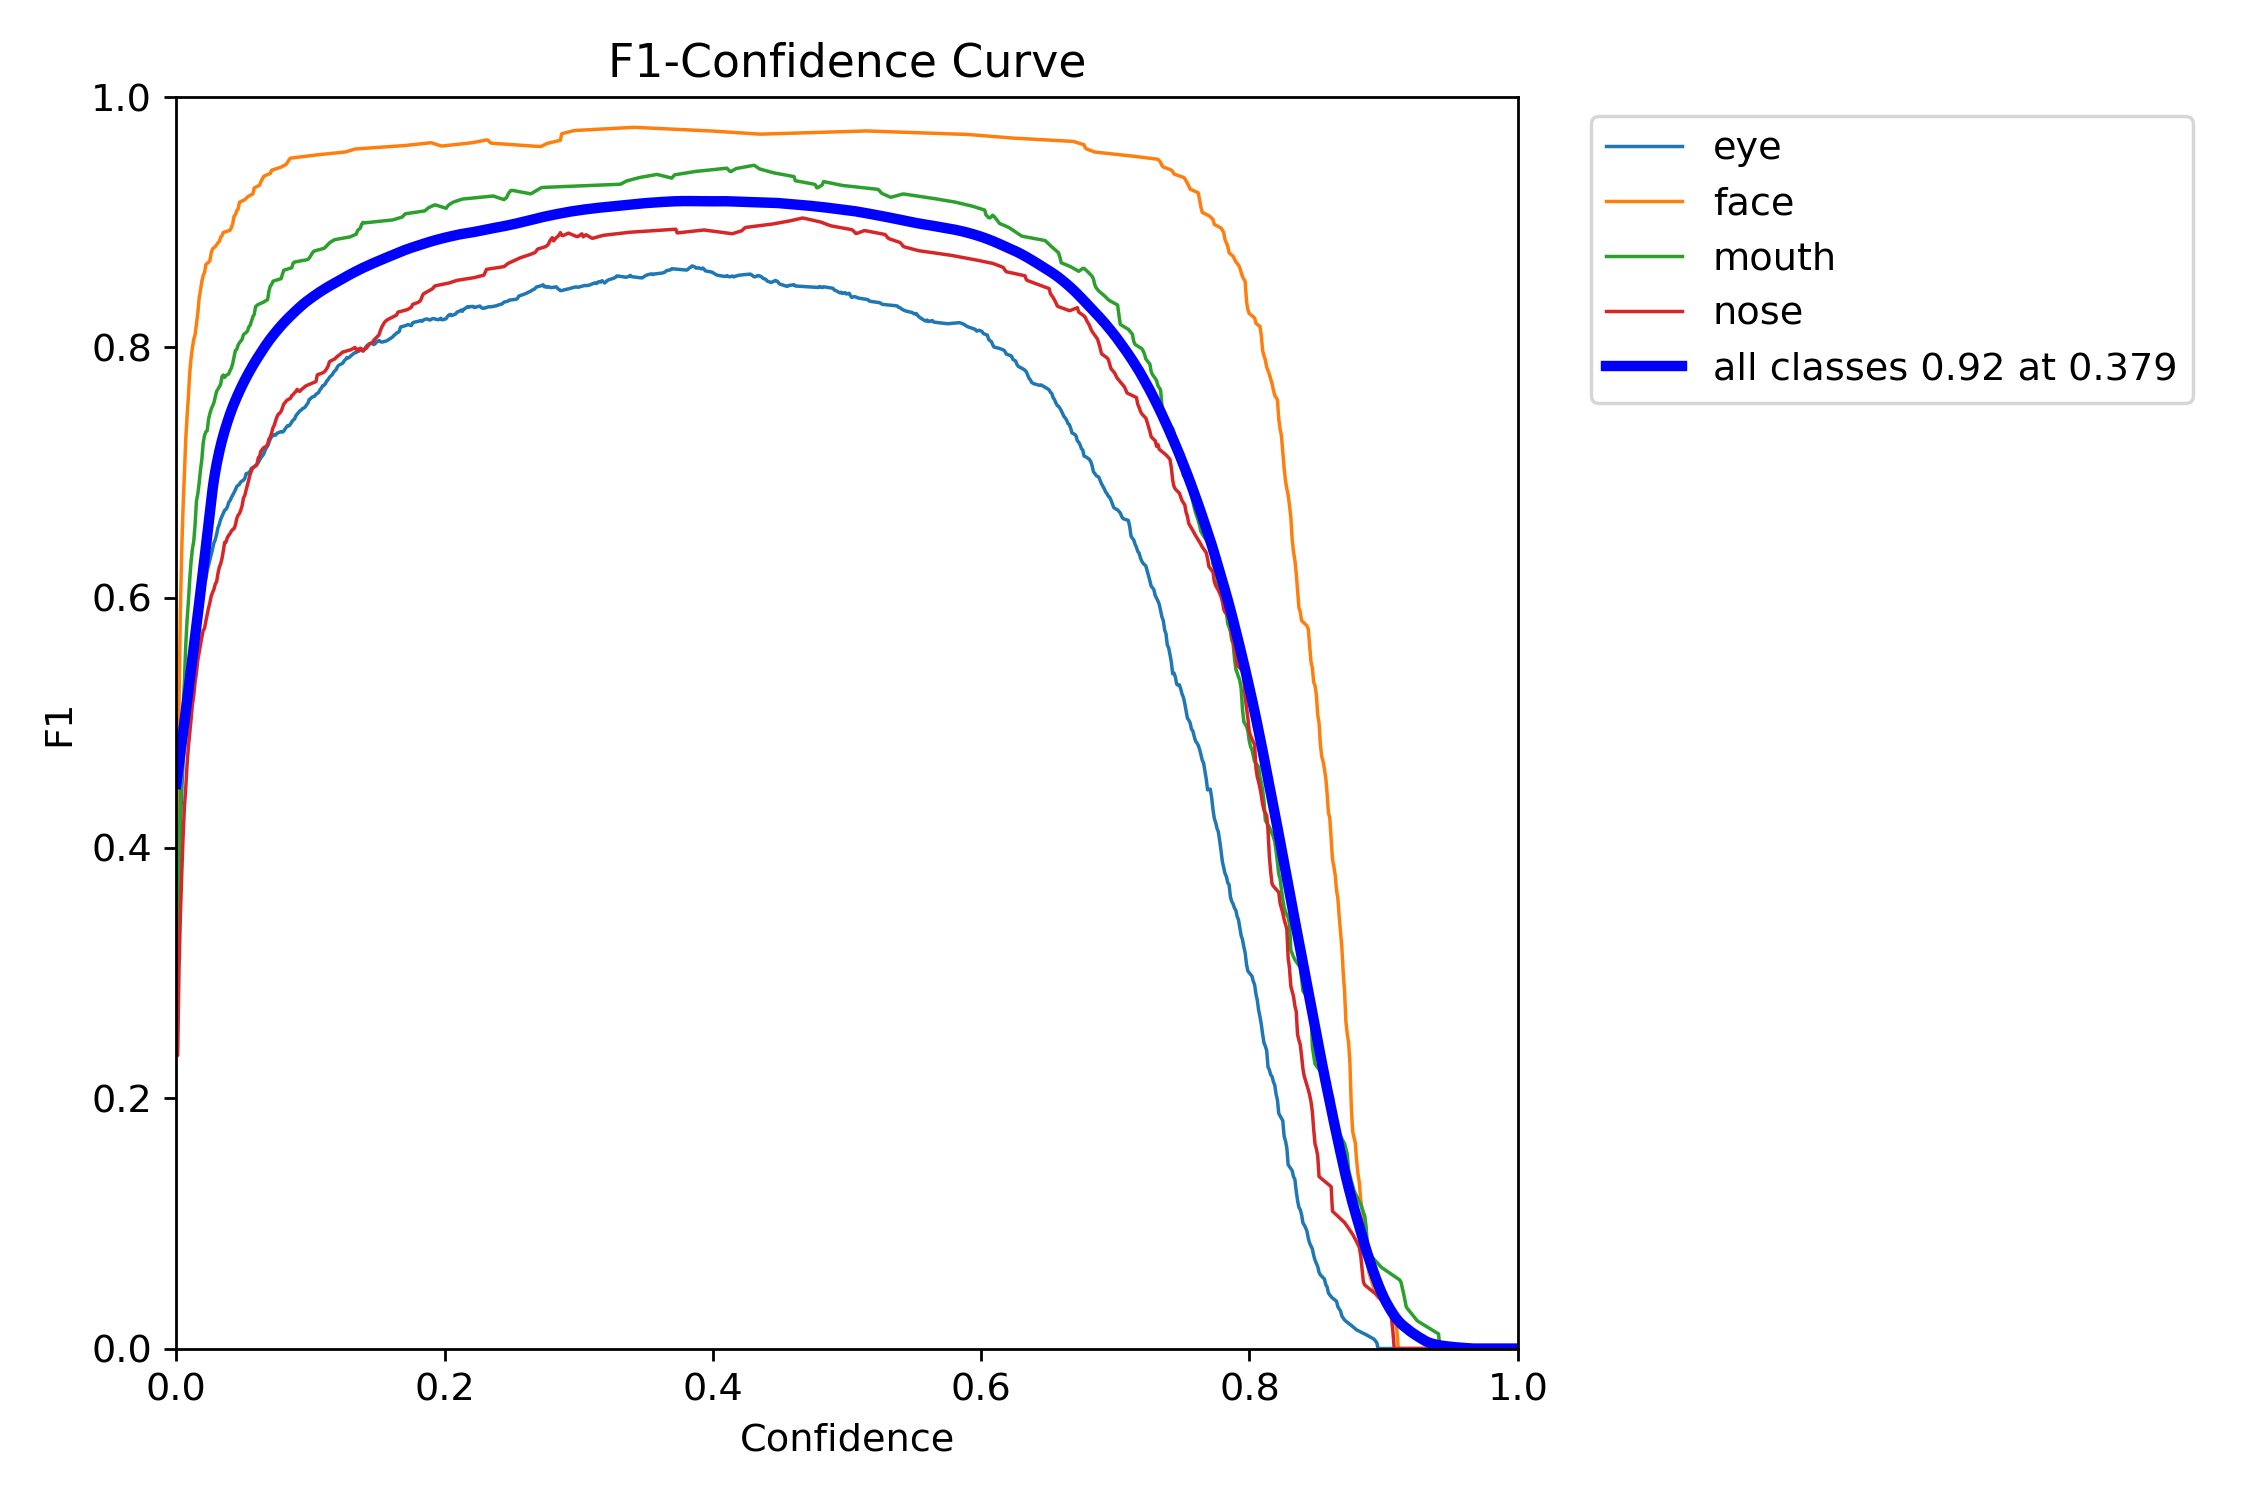 F1-Confidence Curve
1.0
0.8
0.6
0.4
0.2
0.0
F1
0.0 0.2 0.4 0.6 0.8 1.0
Confidence
eye
face
mouth
nose
all classes 0.92 at 0.379